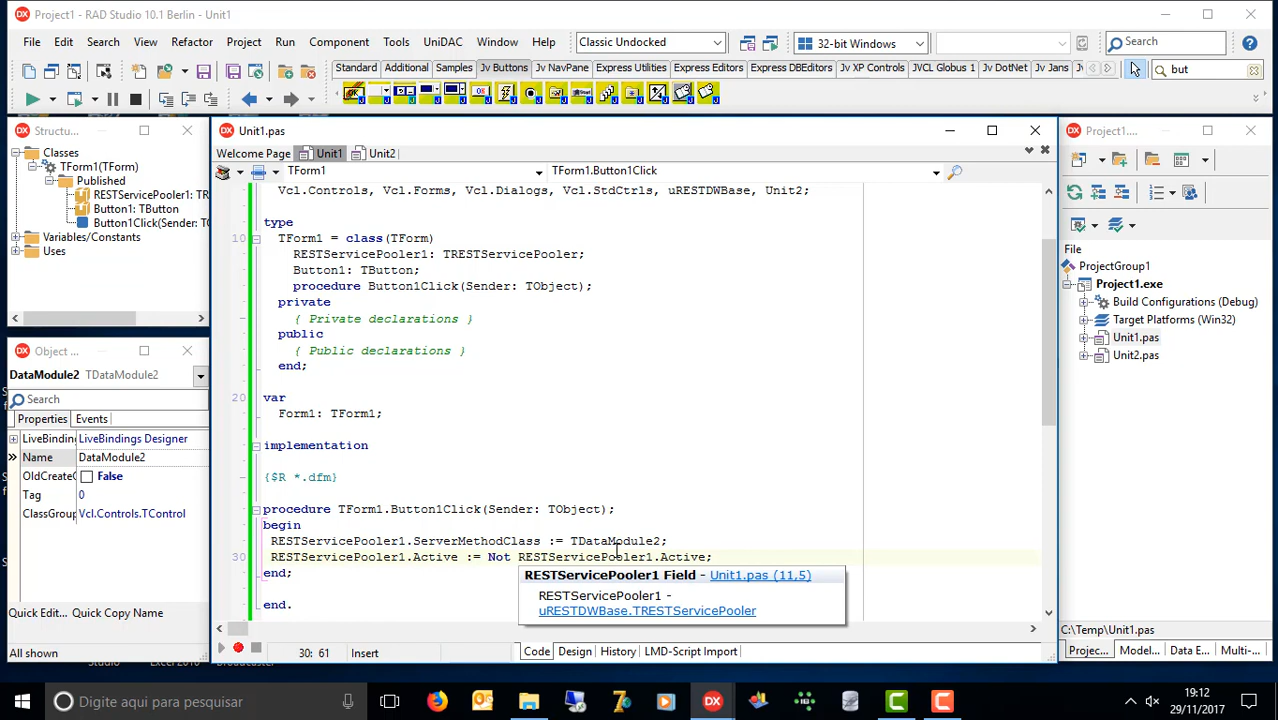 Project1 - RAD Studio 10.1 Berlin - Unit1
File Edit Search View Refactor Project Run Component Tools UniDAC Window Help
Classic Undocked
32-bit Windows
Search
Standard Additional Samples Jv Buttons Jv NavPane Express Utilities Express Editors Express DBEditors Jv XP Controls JVCL Globus 1 Jv DotNet Jv Jans
but
Structu...
Classes
TForm1(TForm)
Published
RESTServicePooler1: TR
Button1: TButton
Button1Click(Sender: TO
Variables/Constants
Uses
Object ...
DataModule2 TDataModule2
Search
Properties Events
LiveBinding LiveBindings Designer
Name DataModule2
OldCreateO False
Tag 0
ClassGroup Vcl.Controls.TControl
Quick Edit... Quick Copy Name
All shown
Unit1.pas
Welcome Page Unit1 Unit2
TForm1 TForm1.Button1Click
Vcl.Controls, Vcl.Forms, Vcl.Dialogs, Vcl.StdCtrls, uRESTDWBase, Unit2;
type
10 TForm1 = class(TForm)
RESTServicePooler1: TRESTServicePooler;
Button1: TButton;
procedure Button1Click(Sender: TObject);
private
{ Private declarations }
public
{ Public declarations }
end;
20 var
Form1: TForm1;
implementation
{$R *.dfm}
procedure TForm1.Button1Click(Sender: TObject);
begin
RESTServicePooler1.ServerMethodClass := TDataModule2;
30 RESTServicePooler1.Active := Not RESTServicePooler1.Active;
end;
end.
RESTServicePooler1 Field - Unit1.pas (11,5)
RESTServicePooler1 -
uRESTDWBase.TRESTServicePooler
30: 61 Insert
Code Design History LMD-Script Import
Project1....
File
ProjectGroup1
Project1.exe
Build Configurations (Debug)
Target Platforms (Win32)
Unit1.pas
Unit2.pas
C:\Temp\Unit1.pas
Projec... Model... Data E... Multi-...
Studio Excel2010 Broadcaster
Digite aqui para pesquisar
19:12
29/11/2017